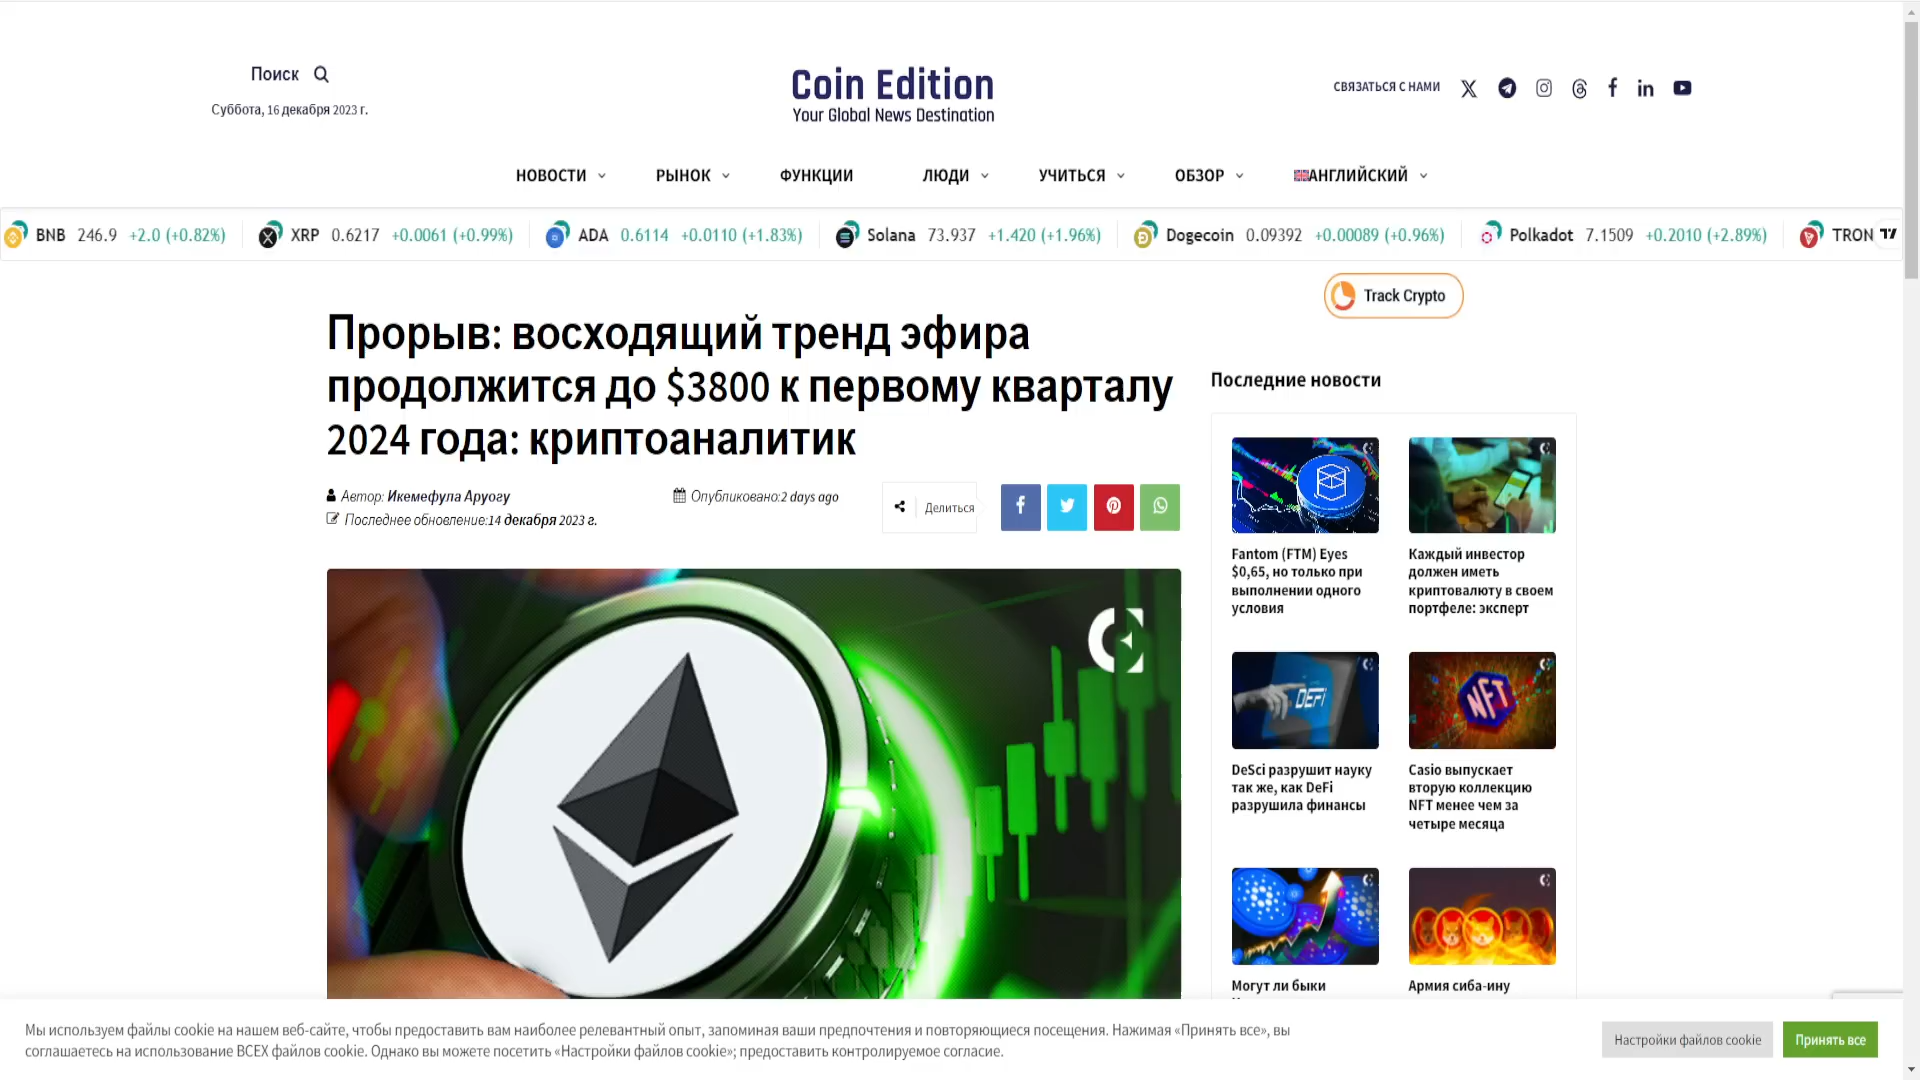 Поиск
Суббота, 16 декабря 2023 г.
Coin Edition
Your Global News Destination
СВЯЗАТЬСЯ С НАМИ
НОВОСТИ РЫНОК ФУНКЦИИ ЛЮДИ УЧИТЬСЯ ОБЗОР АНГЛИЙСКИЙ
BNB 246.9 +2.0 (+0.82%) XRP 0.6217 +0.0061 (+0.99%) ADA 0.6114 +0.0110 (+1.83%) Solana 73.937 +1.420 (+1.96%) Dogecoin 0.09392 +0.00089 (+0.96%) Polkadot 7.1509 +0.2010 (+2.89%) TRON
Track Crypto
Прорыв: восходящий тренд эфира
продолжится до $3800 к первому кварталу
2024 года: криптоаналитик
Автор: Икемефула Аруогу
Опубликовано:2 days ago
Последнее обновление:14 декабря 2023 г.
Делиться
Последние новости
Fantom (FTM) Eyes
$0,65, но только при
выполнении одного
условия
Каждый инвестор
должен иметь
криптовалюту в своем
портфеле: эксперт
DEFi
NFT
DeSci разрушит науку
так же, как DeFi
разрушила финансы
Casio выпускает
вторую коллекцию
NFT менее чем за
четыре месяца
Могут ли быки
Армия сиба-ину
Мы используем файлы cookie на нашем веб-сайте, чтобы предоставить вам наиболее релевантный опыт, запоминая ваши предпочтения и повторяющиеся посещения. Нажимая «Принять все», вы
соглашаетесь на использование ВСЕХ файлов cookie. Однако вы можете посетить «Настройки файлов cookie»; предоставить контролируемое согласие.
Настройки файлов cookie
Принять все